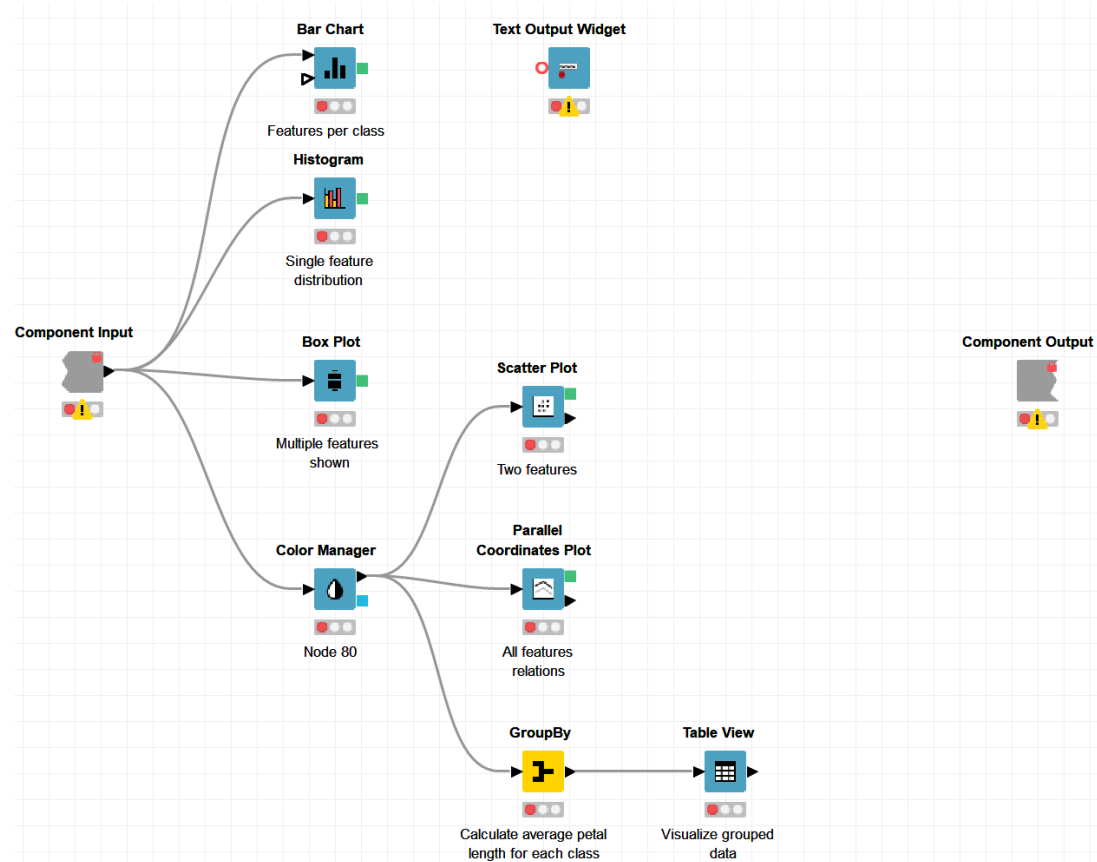 Bar Chart
Text Output Widget
Features per class
Histogram
Single feature
distribution
Component Input
Box Plot
Component Output
Scatter Plot
Multiple features
shown
Two features
Parallel
Color Manager
Coordinates Plot
Node 80
All features
relations
GroupBy
Table View
Calculate average petal
length for each class
Visualize grouped
data